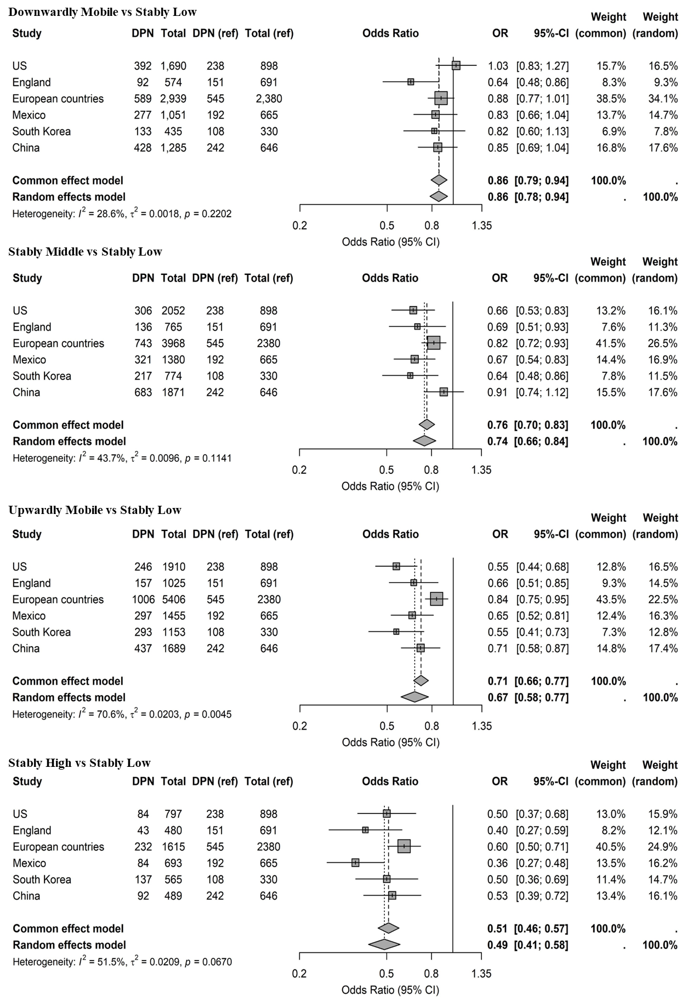 Downwardly Mobile vs Stably Low
Weight Weight
Study DPN Total DPN (ref) Total (ref) Odds Ratio OR 95%-CI (common) (random)
US 392 1,690 238 898 1.03 [0.83; 1.27] 15.7% 16.5%
England 92 574 151 691 0.64 [0.48; 0.86] 8.3% 9.3%
European countries 589 2,939 545 2,380 0.88 [0.77; 1.01] 38.5% 34.1%
Mexico 277 1,051 192 665 0.83 [0.66; 1.04] 13.7% 14.7%
South Korea 133 435 108 330 0.82 [0.60; 1.13] 6.9% 7.8%
China 428 1,285 242 646 0.85 [0.69; 1.04] 16.8% 17.6%
Common effect model 0.86 [0.79; 0.94] 100.0% .
Random effects model 0.86 [0.78; 0.94] . 100.0%
Heterogeneity: I² = 28.6%, τ² = 0.0018, p = 0.2202
0.2 0.5 0.8 1.35
Odds Ratio (95% CI)
Stably Middle vs Stably Low
Weight Weight
Study DPN Total DPN (ref) Total (ref) Odds Ratio OR 95%-CI (common) (random)
US 306 2052 238 898 0.66 [0.53; 0.83] 13.2% 16.1%
England 136 765 151 691 0.69 [0.51; 0.93] 7.6% 11.3%
European countries 743 3968 545 2380 0.82 [0.72; 0.93] 41.5% 26.5%
Mexico 321 1380 192 665 0.67 [0.54; 0.83] 14.4% 16.9%
South Korea 217 774 108 330 0.64 [0.48; 0.86] 7.8% 11.5%
China 683 1871 242 646 0.91 [0.74; 1.12] 15.5% 17.6%
Common effect model 0.76 [0.70; 0.83] 100.0% .
Random effects model 0.74 [0.66; 0.84] . 100.0%
Heterogeneity: I² = 43.7%, τ² = 0.0096, p = 0.1141
0.2 0.5 0.8 1.35
Odds Ratio (95% CI)
Upwardly Mobile vs Stably Low
Weight Weight
Study DPN Total DPN (ref) Total (ref) Odds Ratio OR 95%-CI (common) (random)
US 246 1910 238 898 0.55 [0.44; 0.68] 12.8% 16.5%
England 157 1025 151 691 0.66 [0.51; 0.85] 9.3% 14.5%
European countries 1006 5406 545 2380 0.84 [0.75; 0.95] 43.5% 22.5%
Mexico 297 1455 192 665 0.65 [0.52; 0.81] 12.4% 16.3%
South Korea 293 1153 108 330 0.55 [0.41; 0.73] 7.3% 12.8%
China 437 1689 242 646 0.71 [0.58; 0.87] 14.8% 17.4%
Common effect model 0.71 [0.66; 0.77] 100.0% .
Random effects model 0.67 [0.58; 0.77] . 100.0%
Heterogeneity: I² = 70.6%, τ² = 0.0203, p = 0.0045
0.2 0.5 0.8 1.35
Odds Ratio (95% CI)
Stably High vs Stably Low
Weight Weight
Study DPN Total DPN (ref) Total (ref) Odds Ratio OR 95%-CI (common) (random)
US 84 797 238 898 0.50 [0.37; 0.68] 13.0% 15.9%
England 43 480 151 691 0.40 [0.27; 0.59] 8.2% 12.1%
European countries 232 1615 545 2380 0.60 [0.50; 0.71] 40.5% 24.9%
Mexico 84 693 192 665 0.36 [0.27; 0.48] 13.5% 16.2%
South Korea 137 565 108 330 0.50 [0.36; 0.69] 11.4% 14.7%
China 92 489 242 646 0.53 [0.39; 0.72] 13.4% 16.1%
Common effect model 0.51 [0.46; 0.57] 100.0% .
Random effects model 0.49 [0.41; 0.58] . 100.0%
Heterogeneity: I² = 51.5%, τ² = 0.0209, p = 0.0670
0.2 0.5 0.8 1.35
Odds Ratio (95% CI)